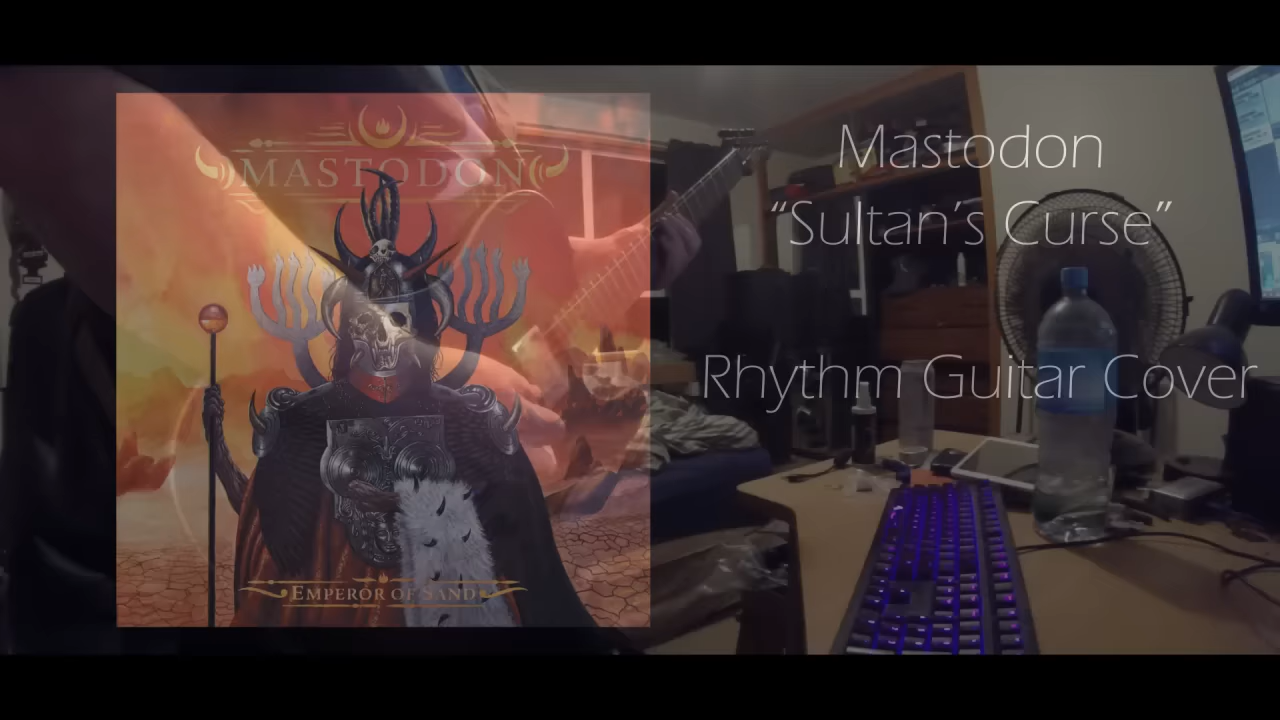 MASTODON
EMPEROR OF SAND
Mastodon
“Sultan’s Curse”
Rhythm Guitar Cover